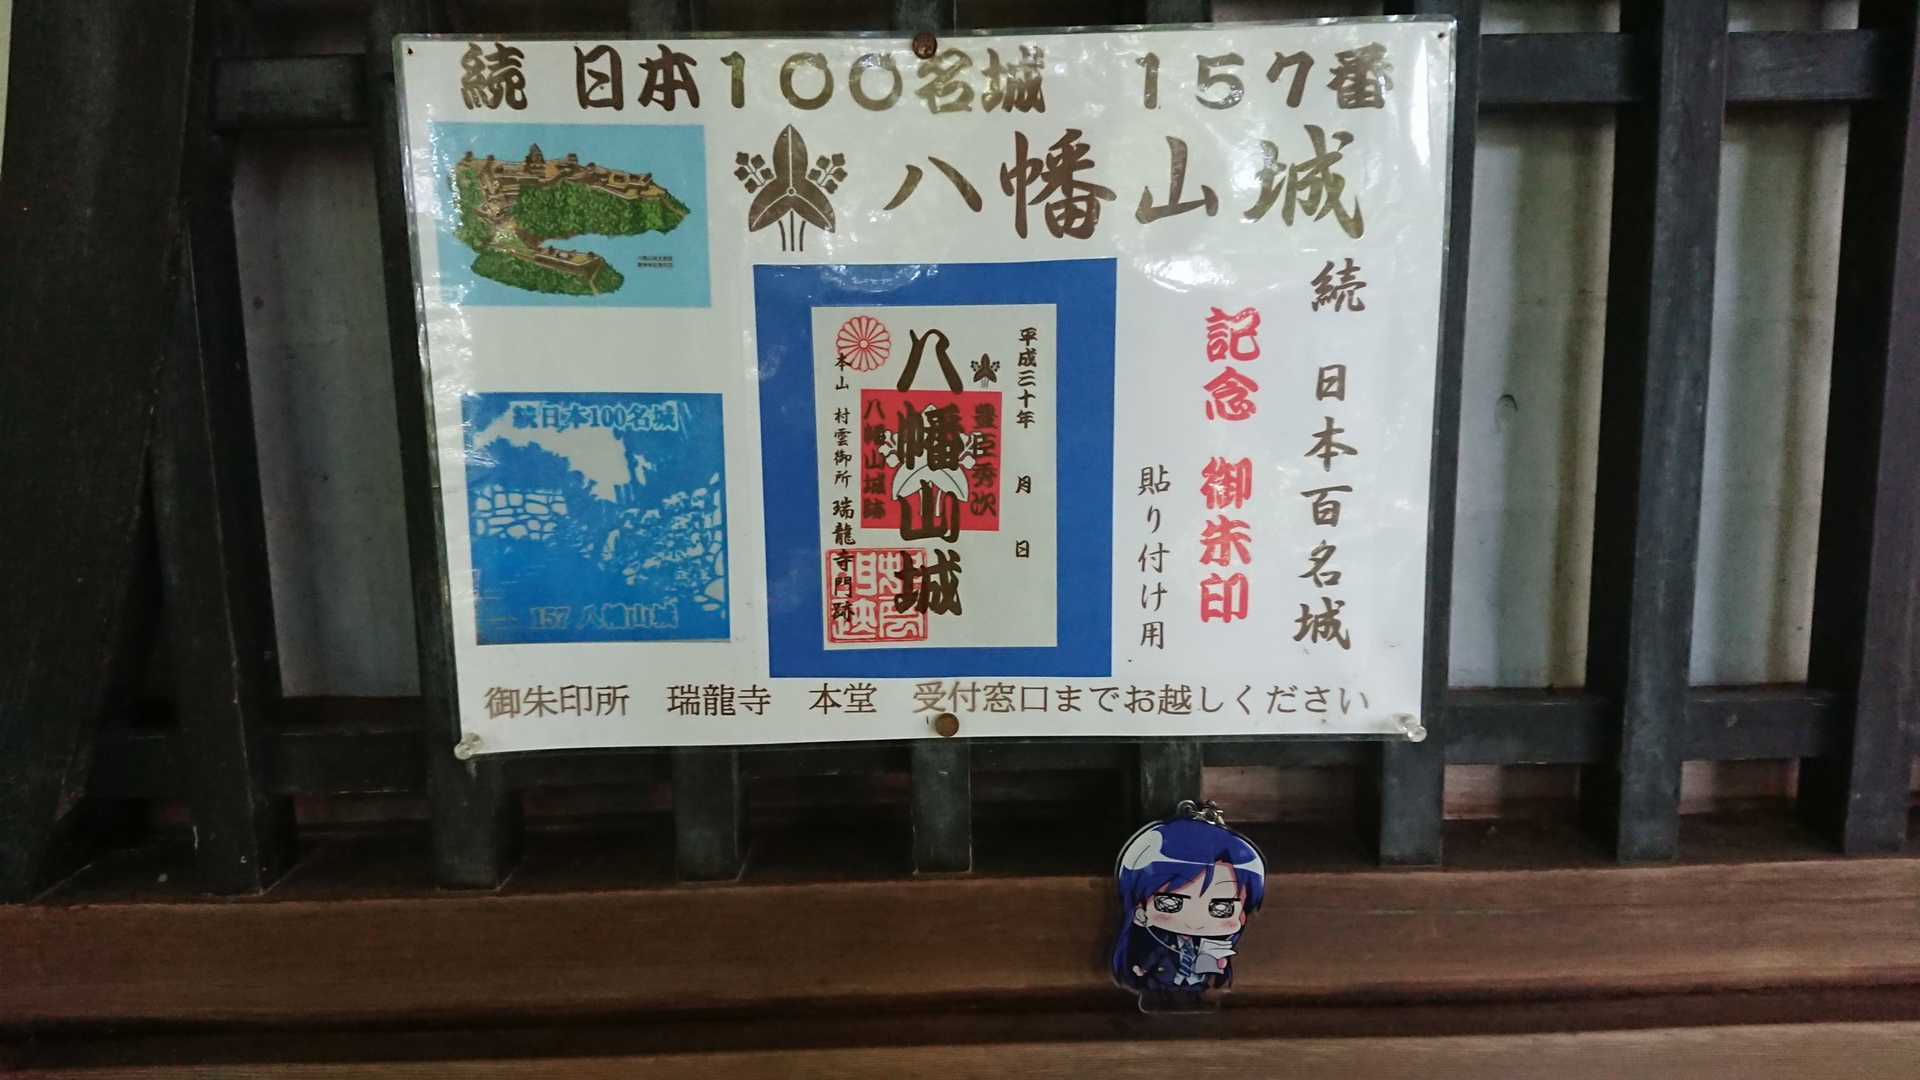 続 日本100名城 157番
八幡山城
続 日本百名城
記念 御朱印
貼り付け用
平成三十年 月 日
豊臣秀次
八幡山城
八幡山城跡
本山 村雲御所 瑞龍寺門跡
続日本100名城
157 八幡山城
御朱印所 瑞龍寺 本堂 受付窓口までお越しください